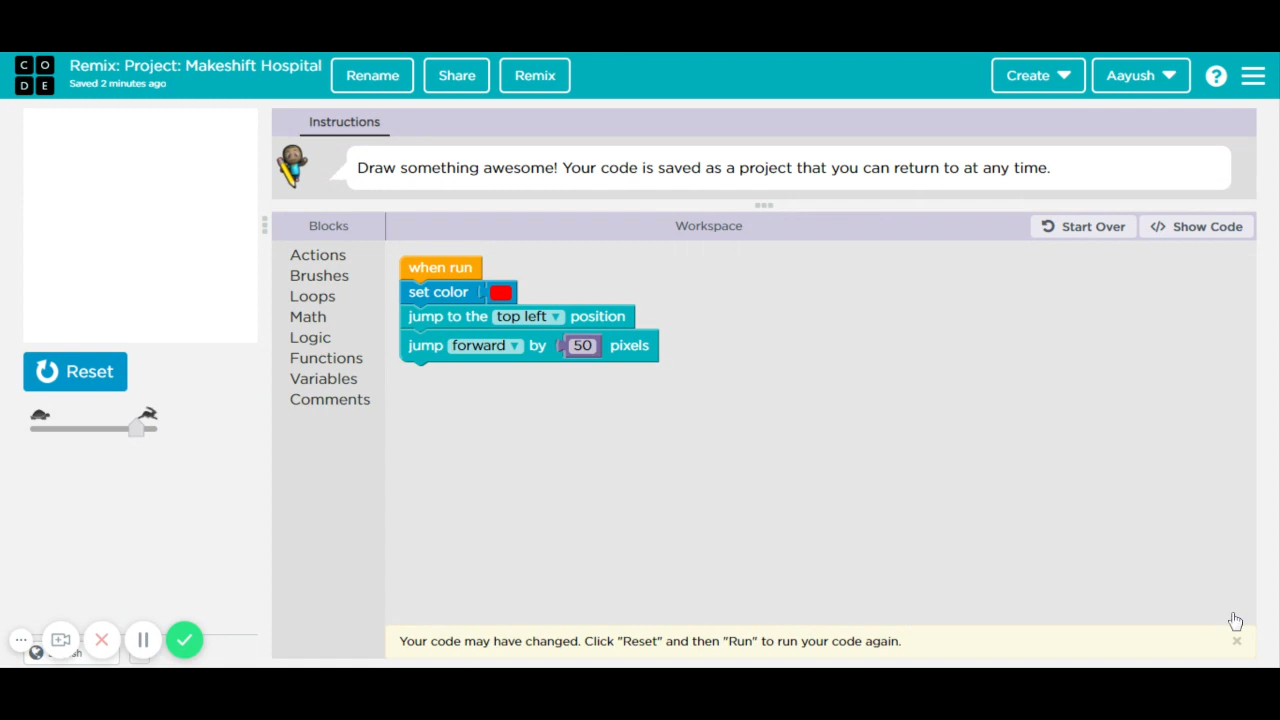 C O
D E
Remix: Project: Makeshift Hospital
Saved 2 minutes ago
Rename
Share
Remix
Create
Aayush
?
Instructions
Draw something awesome! Your code is saved as a project that you can return to at any time.
Blocks
Workspace
Start Over
</> Show Code
Actions
Brushes
Loops
Math
Logic
Functions
Variables
Comments
when run
set color
jump to the top left position
jump forward by 50 pixels
Reset
Your code may have changed. Click "Reset" and then "Run" to run your code again.